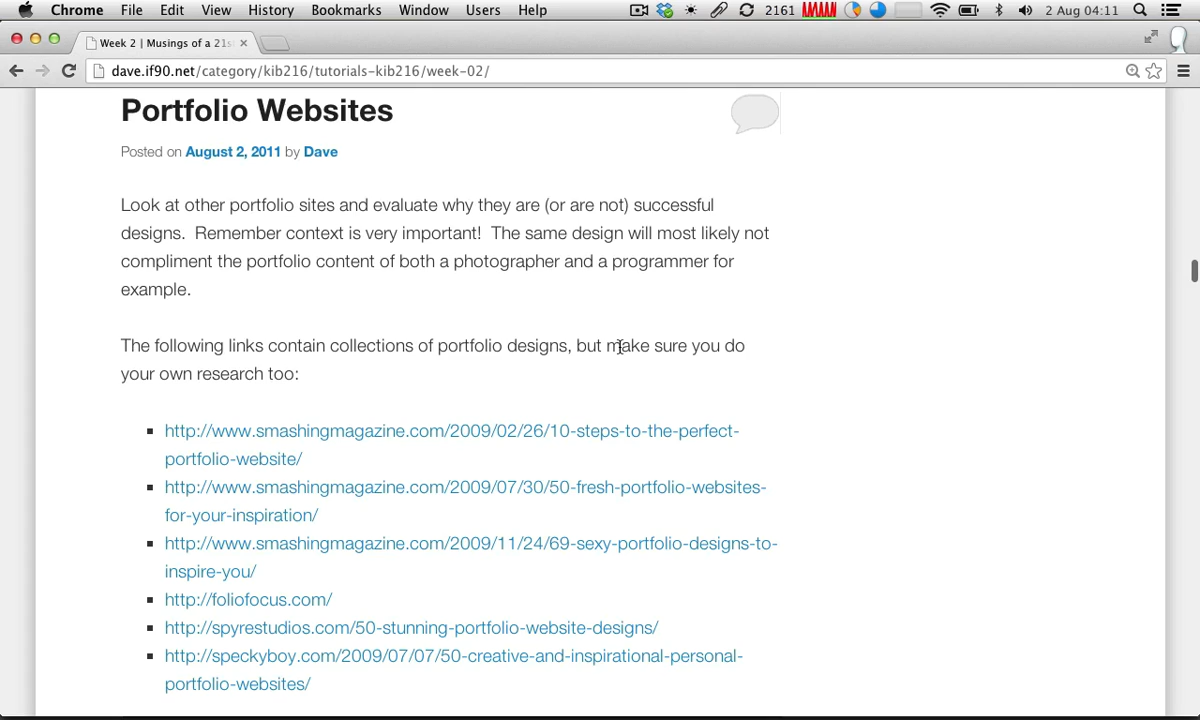 Chrome File Edit View History Bookmarks Window Users Help 2161 2 Aug 04:11
Week 2 | Musings of a 21s
dave.if90.net/category/kib216/tutorials-kib216/week-02/
Portfolio Websites
Posted on August 2, 2011 by Dave
Look at other portfolio sites and evaluate why they are (or are not) successful
designs. Remember context is very important! The same design will most likely not
compliment the portfolio content of both a photographer and a programmer for
example.
The following links contain collections of portfolio designs, but make sure you do
your own research too:
http://www.smashingmagazine.com/2009/02/26/10-steps-to-the-perfect-
portfolio-website/
http://www.smashingmagazine.com/2009/07/30/50-fresh-portfolio-websites-
for-your-inspiration/
http://www.smashingmagazine.com/2009/11/24/69-sexy-portfolio-designs-to-
inspire-you/
http://foliofocus.com/
http://spyrestudios.com/50-stunning-portfolio-website-designs/
http://speckyboy.com/2009/07/07/50-creative-and-inspirational-personal-
portfolio-websites/